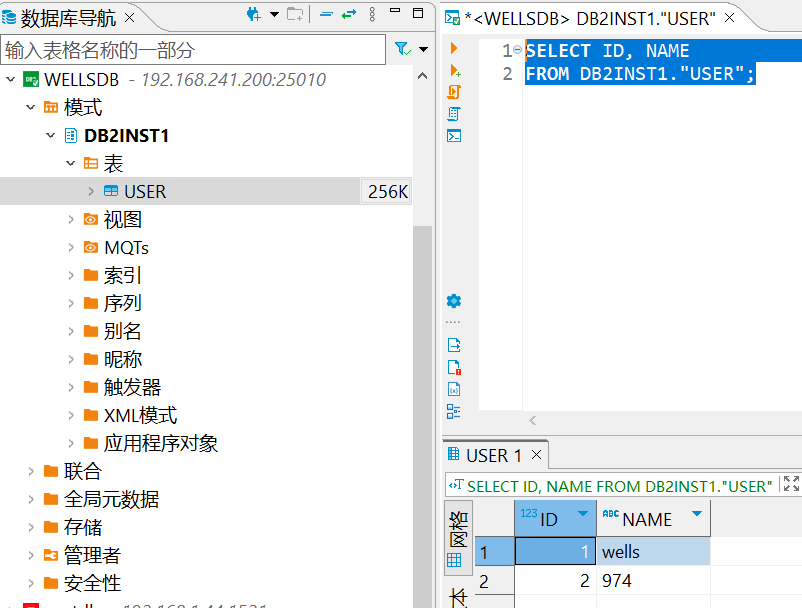 数据库导航
输入表格名称的一部分
WELLSDB - 192.168.241.200:25010
模式
DB2INST1
表
USER 256K
视图
MQTs
索引
序列
别名
昵称
触发器
XML模式
应用程序对象
联合
全局元数据
存储
管理者
安全性
*<WELLSDB> DB2INST1."USER"
1 SELECT ID, NAME
2 FROM DB2INST1."USER";
USER 1
SELECT ID, NAME FROM DB2INST1."USER"
网格
123 ID ABC NAME
1 1 wells
2 2 974